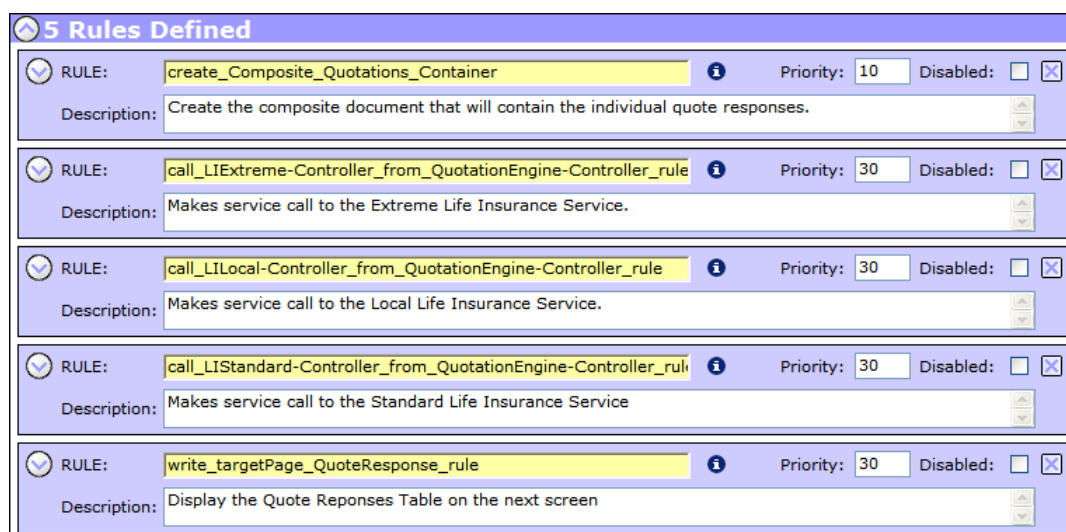 5 Rules Defined
RULE: create_Composite_Quotations_Container Priority: 10 Disabled:
Description: Create the composite document that will contain the individual quote responses.
RULE: call_LIExtreme-Controller_from_QuotationEngine-Controller_rule Priority: 30 Disabled:
Description: Makes service call to the Extreme Life Insurance Service.
RULE: call_LILocal-Controller_from_QuotationEngine-Controller_rule Priority: 30 Disabled:
Description: Makes service call to the Local Life Insurance Service.
RULE: call_LIStandard-Controller_from_QuotationEngine-Controller_rul Priority: 30 Disabled:
Description: Makes service call to the Standard Life Insurance Service
RULE: write_targetPage_QuoteResponse_rule Priority: 30 Disabled:
Description: Display the Quote Reponses Table on the next screen